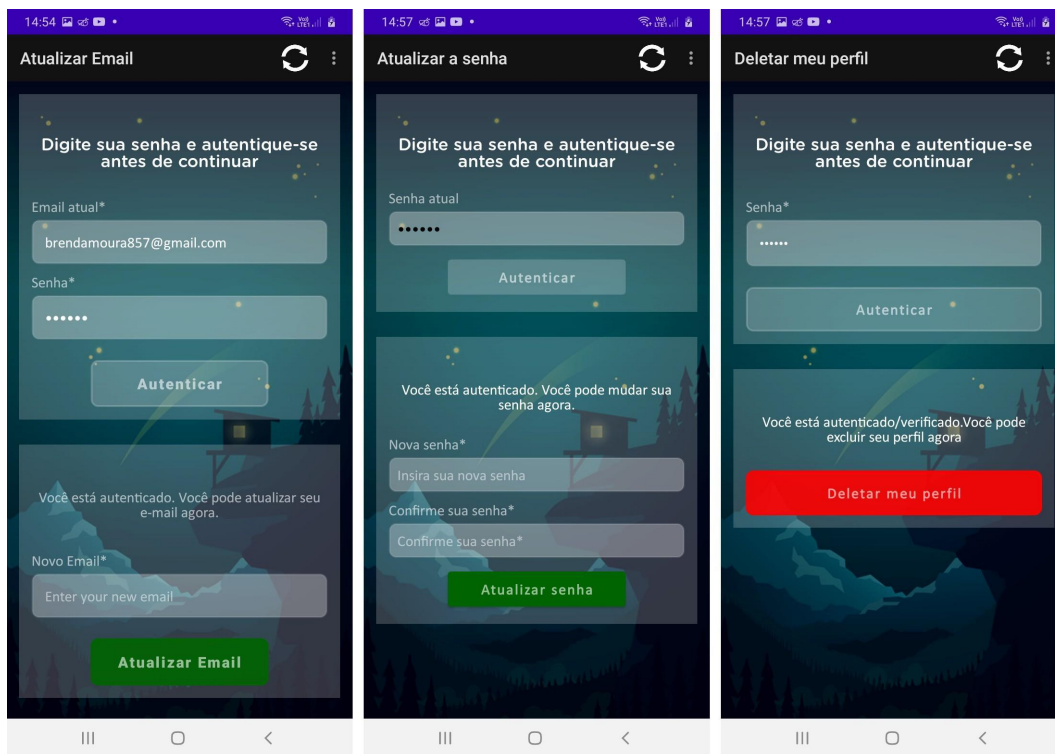 14:54
Atualizar Email
Digite sua senha e autentique-se
antes de continuar
Email atual*
brendamoura857@gmail.com
Senha*
••••••
Autenticar
Você está autenticado. Você pode atualizar seu
e-mail agora.
Novo Email*
Enter your new email
Atualizar Email
14:57
Atualizar a senha
Digite sua senha e autentique-se
antes de continuar
Senha atual
••••••
Autenticar
Você está autenticado. Você pode mudar sua
senha agora.
Nova senha*
Insira sua nova senha
Confirme sua senha*
Confirme sua senha*
Atualizar senha
14:57
Deletar meu perfil
Digite sua senha e autentique-se
antes de continuar
Senha*
••••••
Autenticar
Você está autenticado/verificado.Você pode
excluir seu perfil agora
Deletar meu perfil